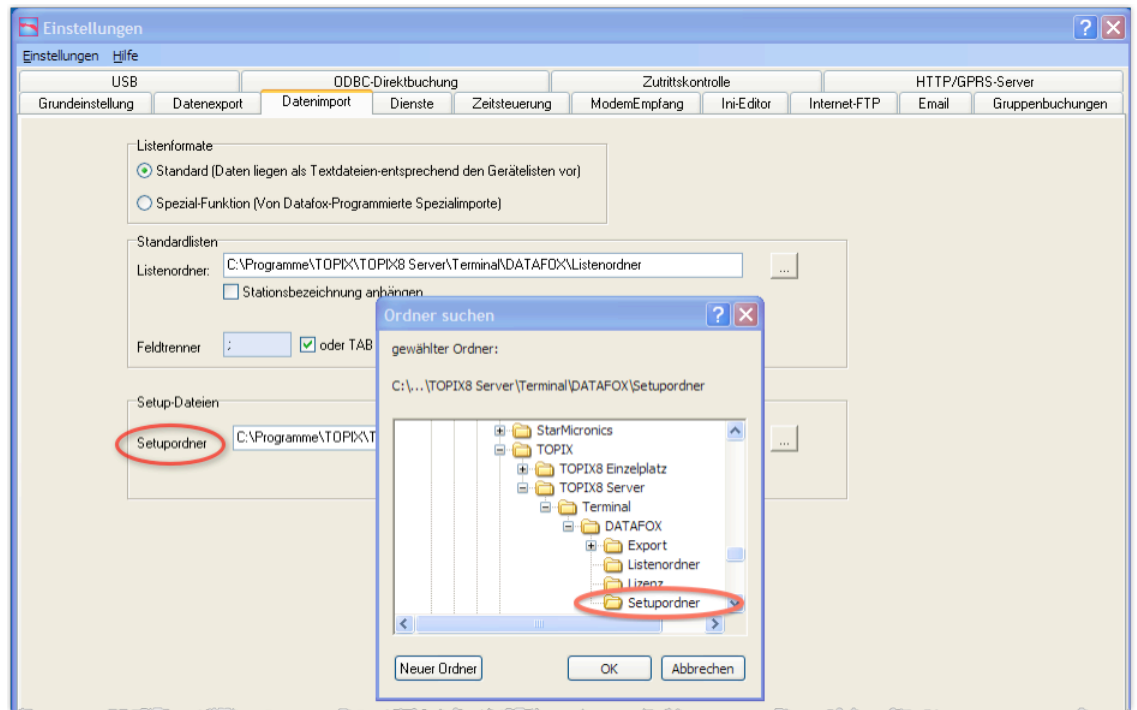 Einstellungen
Einstellungen Hilfe
USB ODBC-Direktbuchung Zutrittskontrolle HTTP/GPRS-Server
Grundeinstellung Datenexport Datenimport Dienste Zeitsteuerung ModemEmpfang Ini-Editor Internet-FTP Email Gruppenbuchungen
Listenformate
Standard (Daten liegen als Textdateien-entsprechend den Gerätelisten vor)
Spezial-Funktion (Von Datafox-Programmierte Spezialimporte)
Standardlisten
Listenordner: C:\Programme\TOPIX\TOPIX8 Server\Terminal\DATAFOX\Listenordner ...
Stationsbezeichnung anhängen
Feldtrenner ; oder TAB
Setup-Dateien
Setupordner C:\Programme\TOPIX\T ...
Ordner suchen
gewählter Ordner:
C:\...\TOPIX8 Server\Terminal\DATAFOX\Setupordner
StarMicronics
TOPIX
TOPIX8 Einzelplatz
TOPIX8 Server
Terminal
DATAFOX
Export
Listenordner
Lizenz
Setupordner
Neuer Ordner OK Abbrechen